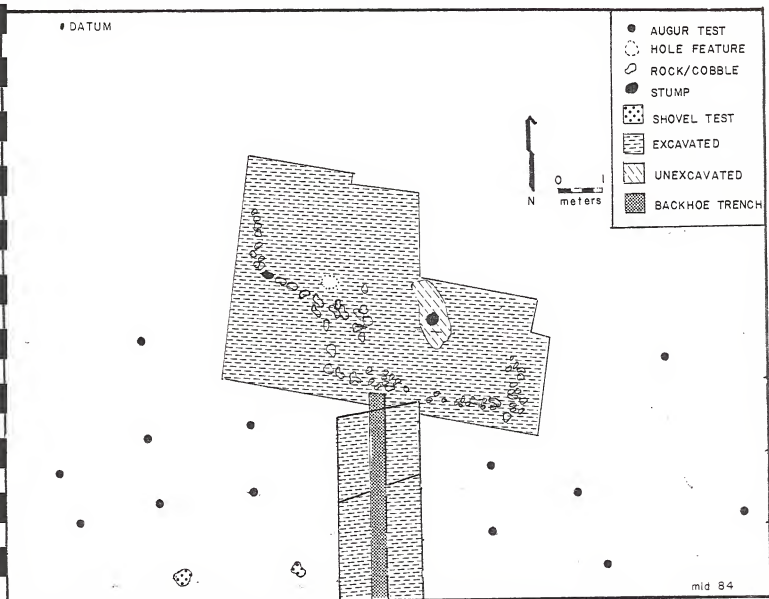 DATUM
AUGUR TEST
HOLE FEATURE
ROCK/COBBLE
STUMP
SHOVEL TEST
EXCAVATED
UNEXCAVATED
BACKHOE TRENCH
0 1
N meters
mld 84